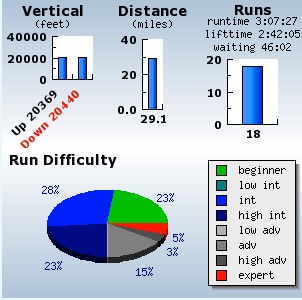 Vertical
(feet)
Distance
(miles)
Runs
runtime 3:07:27
lifttime 2:42:05
waiting 46:02
40000
20000
0
Up 20369
Down 20440
40
20
0.0
29.1
20
10
0
18
Run Difficulty
28%
23%
5%
3%
15%
23%
beginner
low int
int
high int
low adv
adv
high adv
expert